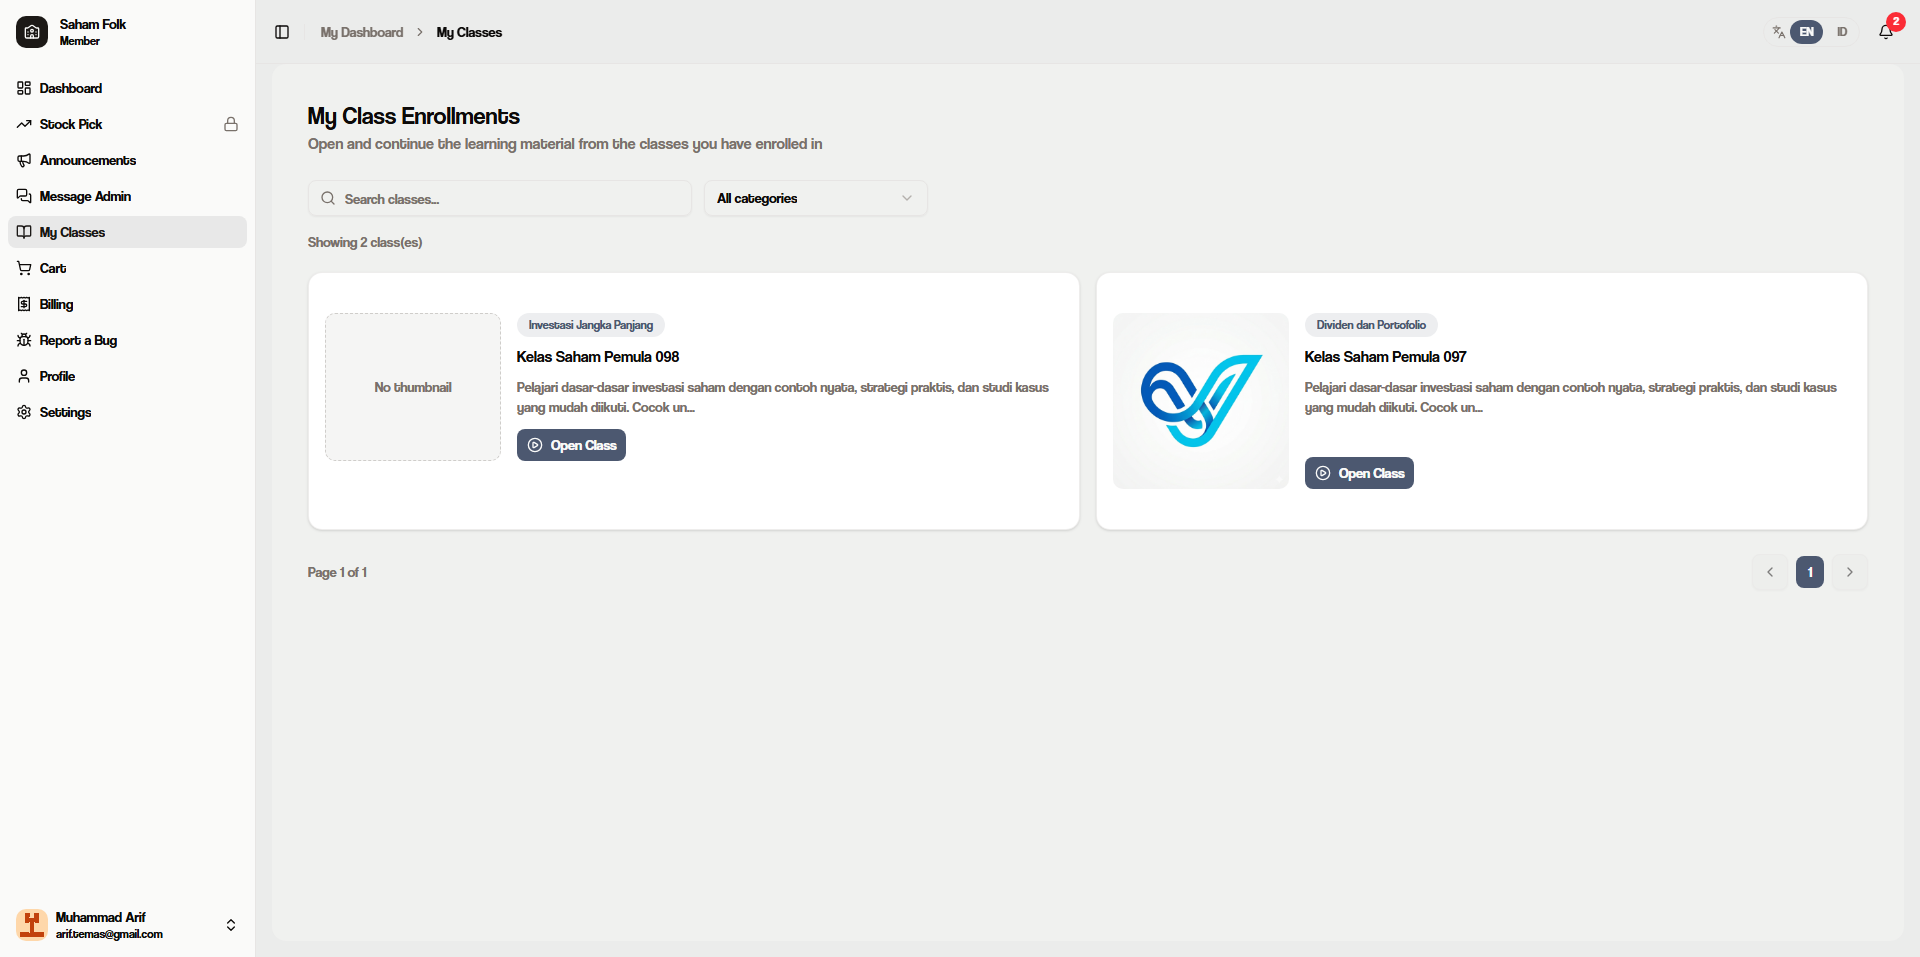 Saham Folk
Member
Dashboard
Stock Pick
Announcements
Message Admin
My Classes
Cart
Billing
Report a Bug
Profile
Settings
Muhammad Arif
arif.temas@gmail.com
My Dashboard > My Classes
EN
ID
2
My Class Enrollments
Open and continue the learning material from the classes you have enrolled in
Search classes...
All categories
Showing 2 class(es)
No thumbnail
Investasi Jangka Panjang
Kelas Saham Pemula 098
Pelajari dasar-dasar investasi saham dengan contoh nyata, strategi praktis, dan studi kasus
yang mudah diikuti. Cocok un...
Open Class
Dividen dan Portofolio
Kelas Saham Pemula 097
Pelajari dasar-dasar investasi saham dengan contoh nyata, strategi praktis, dan studi kasus
yang mudah diikuti. Cocok un...
Open Class
Page 1 of 1
1